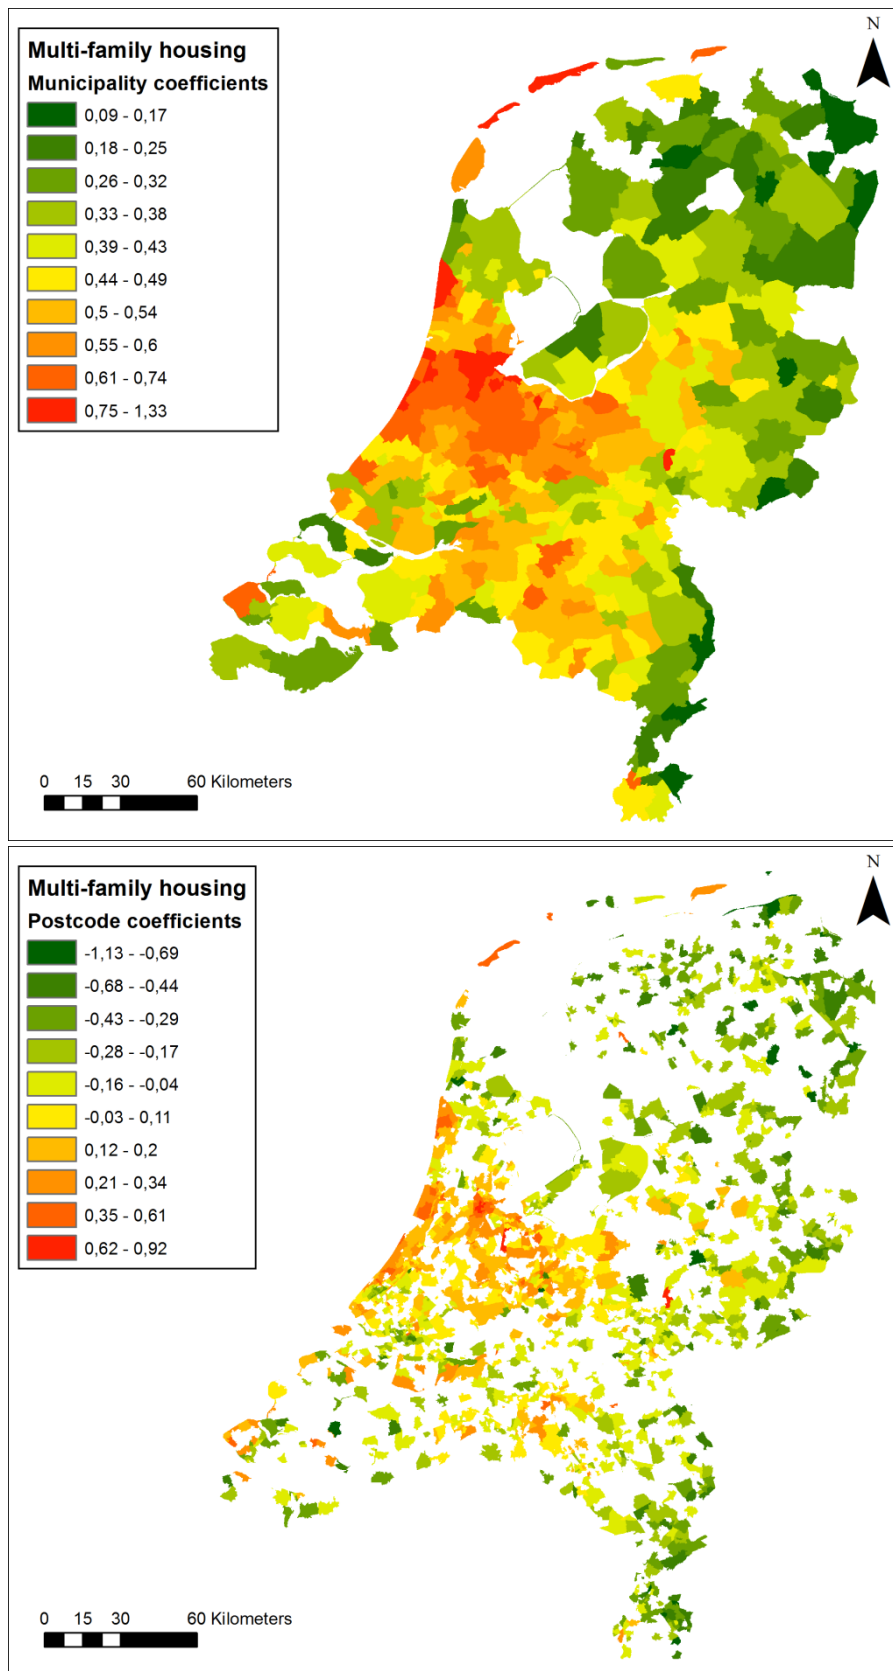 N
Multi-family housing
Municipality coefficients
0,09 - 0,17
0,18 - 0,25
0,26 - 0,32
0,33 - 0,38
0,39 - 0,43
0,44 - 0,49
0,5 - 0,54
0,55 - 0,6
0,61 - 0,74
0,75 - 1,33
0 15 30 60 Kilometers
N
Multi-family housing
Postcode coefficients
-1,13 - -0,69
-0,68 - -0,44
-0,43 - -0,29
-0,28 - -0,17
-0,16 - -0,04
-0,03 - 0,11
0,12 - 0,2
0,21 - 0,34
0,35 - 0,61
0,62 - 0,92
0 15 30 60 Kilometers